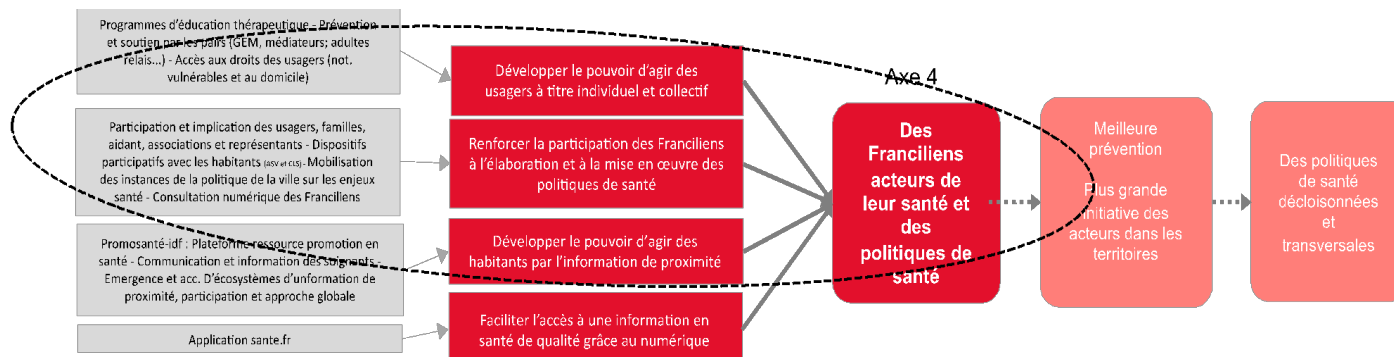 Programmes d'éducation thérapeutique - Prévention
et soutien par les pairs (GEM, médiateurs; adultes
relais...) - Accès aux droits des usagers (not.
vulnérables et au domicile)
Participation et implication des usagers, familles,
aidant, associations et représentants - Dispositifs
participatifs avec les habitants (ASV et CLS) - Mobilisation
des instances de la politique de la ville sur les enjeux
santé - Consultation numérique des Franciliens
Promosanté-idf : Plateforme ressource promotion en
santé - Communication et information des soignants -
Emergence et acc. D'écosystèmes d'unformation de
proximité, participation et approche globale
Application sante.fr
Développer le pouvoir d'agir des
usagers à titre individuel et collectif
Renforcer la participation des Franciliens
à l'élaboration et à la mise en œuvre des
politiques de santé
Développer le pouvoir d'agir des
habitants par l'information de proximité
Faciliter l'accès à une information en
santé de qualité grâce au numérique
Axe 4
Des
Franciliens
acteurs de
leur santé et
des
politiques de
santé
Meilleure
prévention
Plus grande
initiative des
acteurs dans les
territoires
Des politiques
de santé
décloisonnées
et
transversales